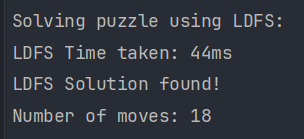 Solving puzzle using LDFS:
LDFS Time taken: 44ms
LDFS Solution found!
Number of moves: 18